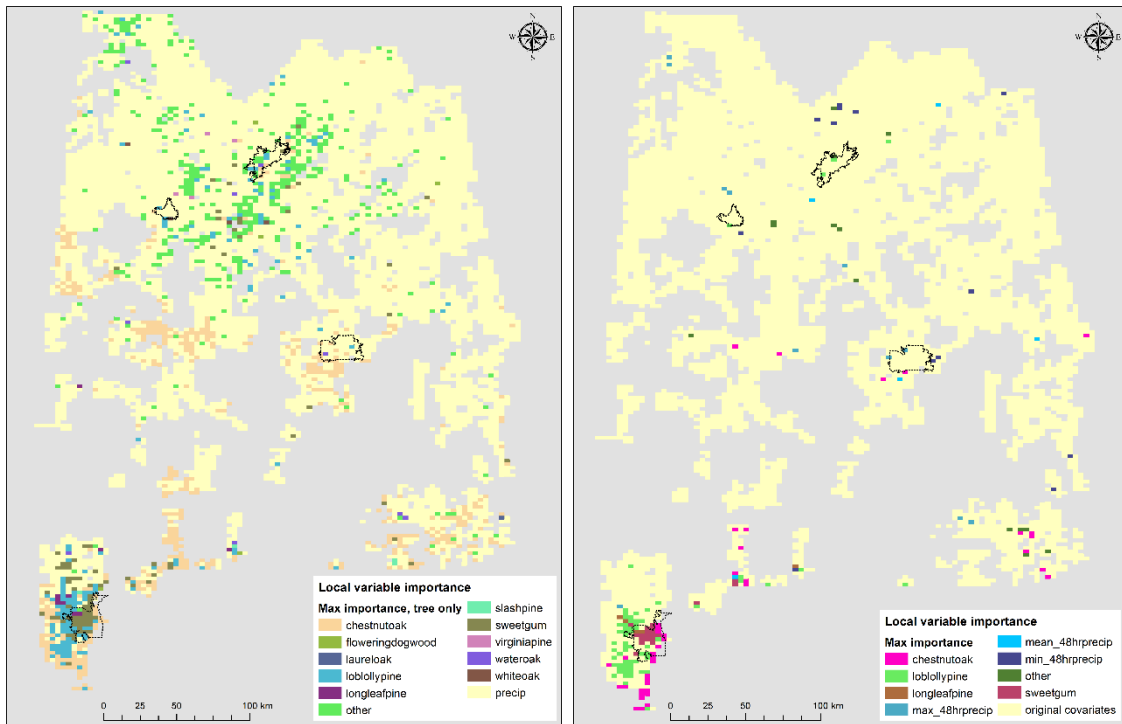 N
W E
S
Local variable importance
Max importance, tree only
chestnutoak
floweringdogwood
laureloak
loblollypine
longleafpine
other
slashpine
sweetgum
virginiapine
wateroak
whiteoak
precip
0 25 50 100 km
N
W E
S
Local variable importance
Max importance
chestnutoak
loblollypine
longleafpine
max_48hrprecip
mean_48hrprecip
min_48hrprecip
other
sweetgum
original covariates
0 25 50 100 km